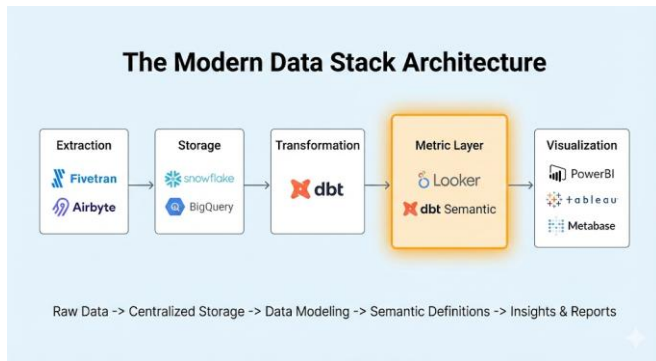 The Modern Data Stack Architecture
Extraction
Fivetran
Airbyte
Storage
snowflake
BigQuery
Transformation
dbt
Metric Layer
Looker
dbt Semantic
Visualization
PowerBI
+ableau
Metabase
Raw Data -> Centralized Storage -> Data Modeling -> Semantic Definitions -> Insights & Reports